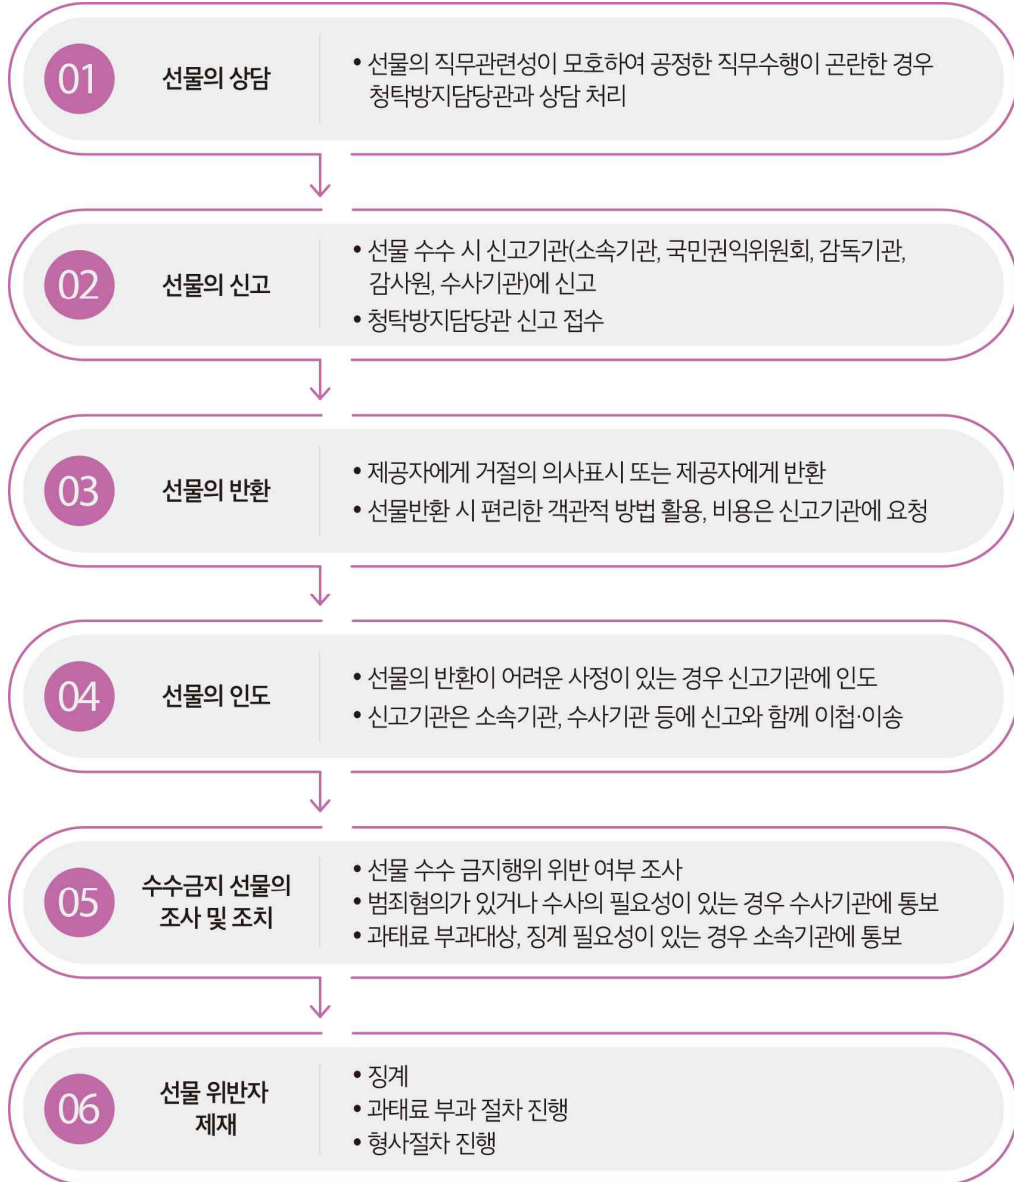 01
선물의 상담
• 선물의 직무관련성이 모호하여 공정한 직무수행이 곤란한 경우
청탁방지담당관과 상담 처리
02
선물의 신고
• 선물 수수 시 신고기관(소속기관, 국민권익위원회, 감독기관,
감사원, 수사기관)에 신고
• 청탁방지담당관 신고 접수
03
선물의 반환
• 제공자에게 거절의 의사표시 또는 제공자에게 반환
• 선물반환 시 편리한 객관적 방법 활용, 비용은 신고기관에 요청
04
선물의 인도
• 선물의 반환이 어려운 사정이 있는 경우 신고기관에 인도
• 신고기관은 소속기관, 수사기관 등에 신고와 함께 이첩·이송
05
수수금지 선물의
조사 및 조치
• 선물 수수 금지행위 위반 여부 조사
• 범죄혐의가 있거나 수사의 필요성이 있는 경우 수사기관에 통보
• 과태료 부과대상, 징계 필요성이 있는 경우 소속기관에 통보
06
선물 위반자
제재
• 징계
• 과태료 부과 절차 진행
• 형사절차 진행